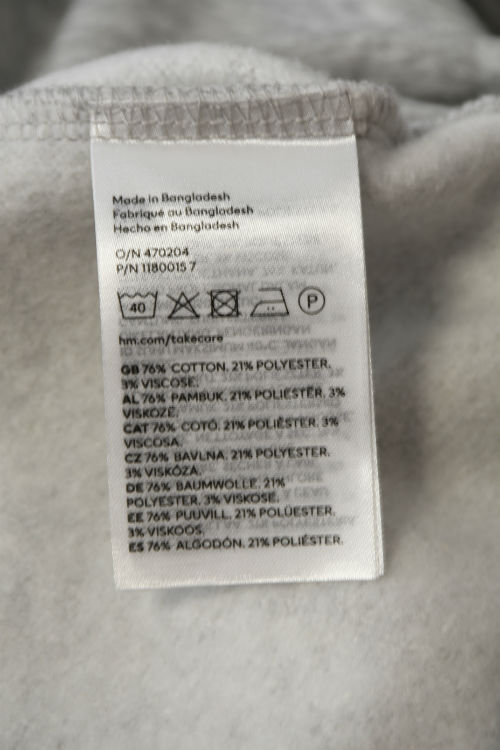 Made in Bangladesh
Fabriqué au Bangladesh
Hecho en Bangladesh
O/N 470204
P/N 1180015 7
40
P
hm.com/takecare
GB 76% COTTON, 21% POLYESTER,
3% VISCOSE;
AL 76% PAMBUK, 21% POLIESTËR, 3%
VISKOZË;
CAT 76% COTÓ, 21% POLIÈSTER, 3%
VISCOSA;
CZ 76% BAVLNA, 21% POLYESTER,
3% VISKÓZA;
DE 76% BAUMWOLLE, 21%
POLYESTER, 3% VISKOSE;
EE 76% PUUVILL, 21% POLÜESTER,
3% VISKOOS;
ES 76% ALGODÓN, 21% POLIÉSTER,